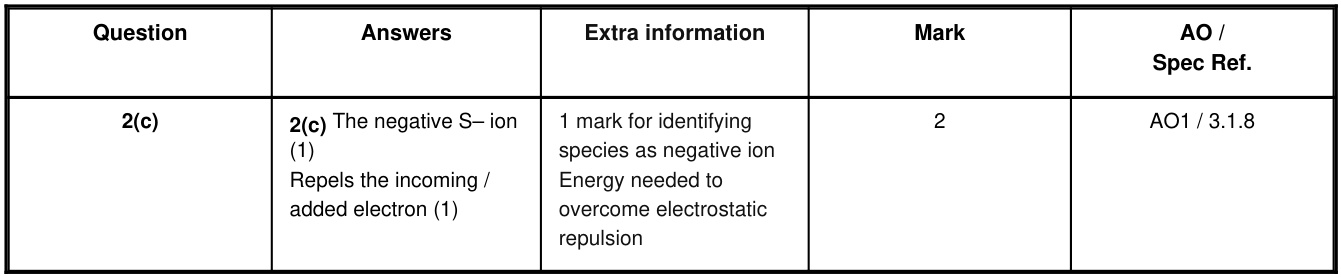 Question Answers Extra information Mark AO /
Spec Ref.
2(c) 2(c) The negative S– ion 1 mark for identifying 2 AO1 / 3.1.8
(1) species as negative ion
Repels the incoming / Energy needed to
added electron (1) overcome electrostatic
repulsion